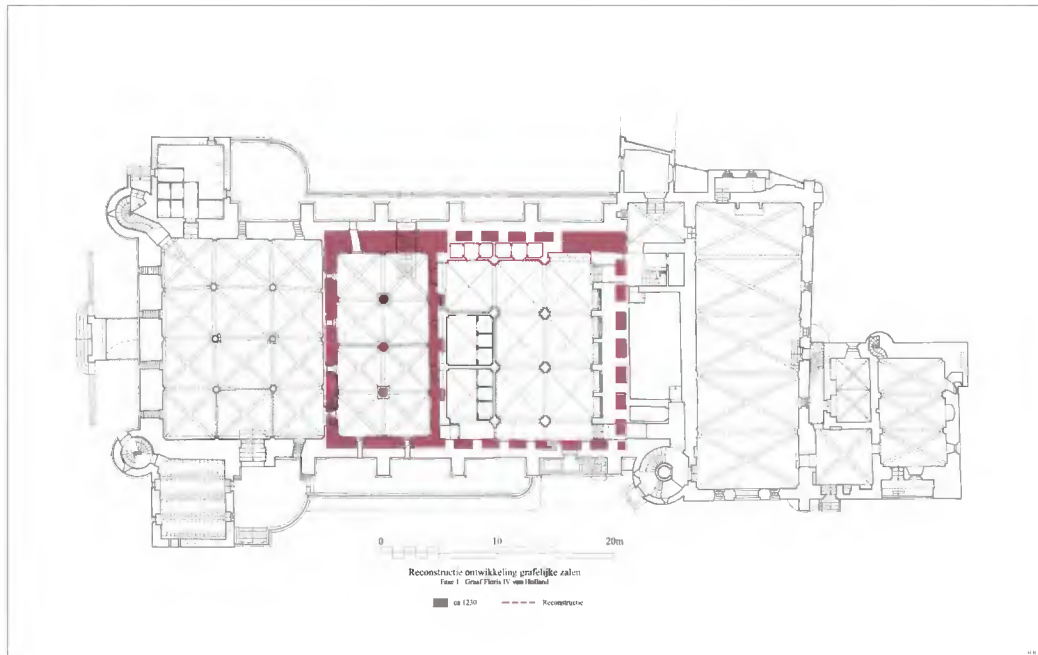 0 10 20m
Reconstructie ontwikkeling grafelijke zalen
Fase 1 Graaf Floris IV van Holland
ca 1230 Reconstructie